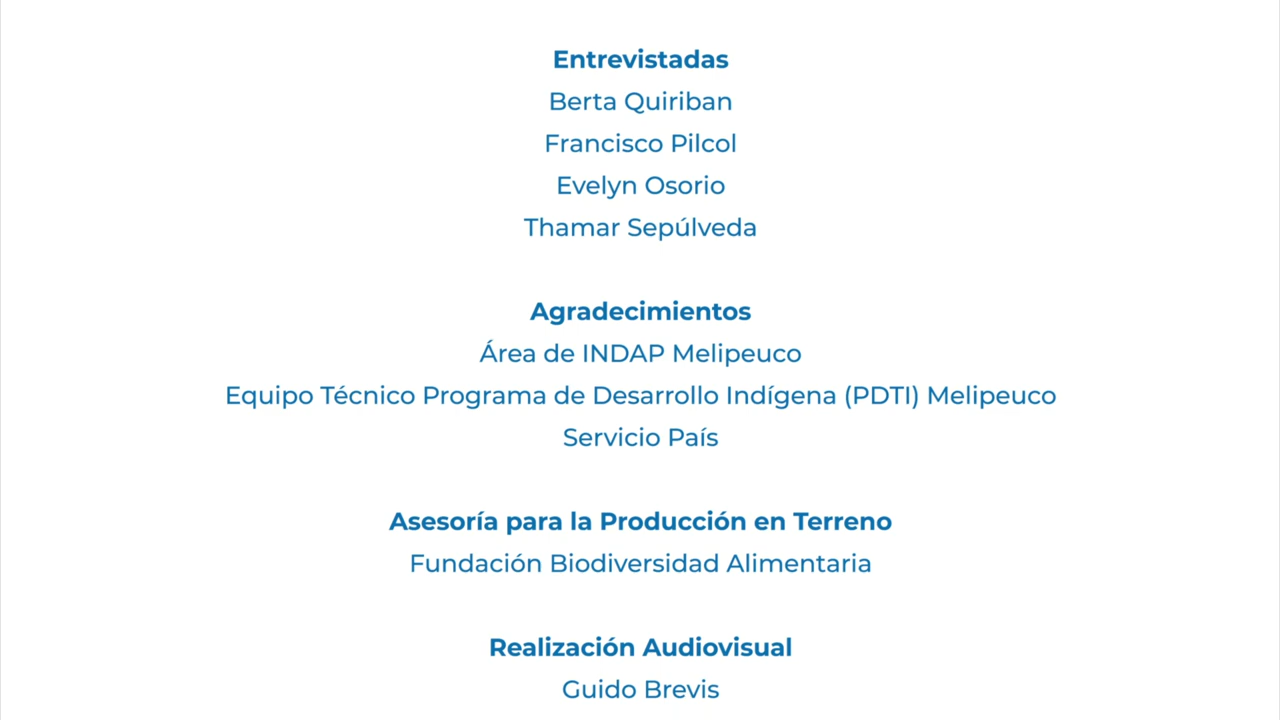 Entrevistadas
Berta Quiriban
Francisco Pilcol
Evelyn Osorio
Thamar Sepúlveda
Agradecimientos
Área de INDAP Melipeuco
Equipo Técnico Programa de Desarrollo Indígena (PDTI) Melipeuco
Servicio País
Asesoría para la Producción en Terreno
Fundación Biodiversidad Alimentaria
Realización Audiovisual
Guido Brevis